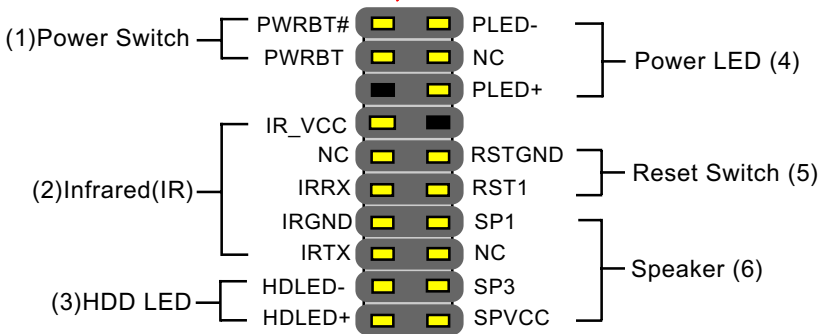 PWRBT# PLED-
(1)Power Switch
PWRBT NC
Power LED (4)
PLED+
IR_VCC
NC RSTGND
Reset Switch (5)
(2)Infrared(IR)
IRRX RST1
IRGND SP1
IRTX NC
Speaker (6)
HDLED- SP3
(3)HDD LED
HDLED+ SPVCC